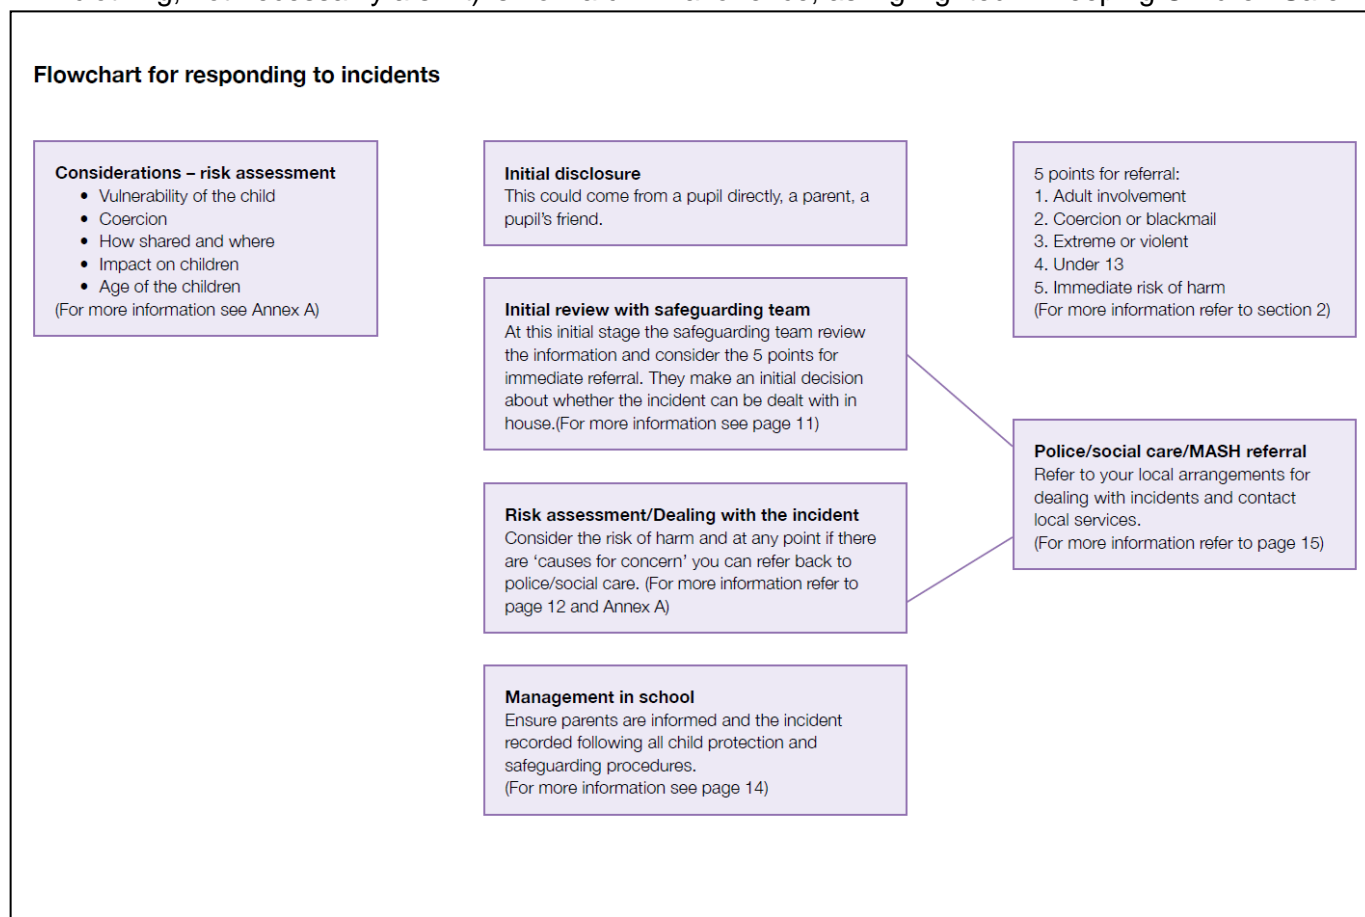 Flowchart for responding to incidents
Considerations – risk assessment
• Vulnerability of the child
• Coercion
• How shared and where
• Impact on children
• Age of the children
(For more information see Annex A)
Initial disclosure
This could come from a pupil directly, a parent, a
pupil's friend.
Initial review with safeguarding team
At this initial stage the safeguarding team review
the information and consider the 5 points for
immediate referral. They make an initial decision
about whether the incident can be dealt with in
house.(For more information see page 11)
Risk assessment/Dealing with the incident
Consider the risk of harm and at any point if there
are ‘causes for concern’ you can refer back to
police/social care. (For more information refer to
page 12 and Annex A)
Management in school
Ensure parents are informed and the incident
recorded following all child protection and
safeguarding procedures.
(For more information see page 14)
5 points for referral:
1. Adult involvement
2. Coercion or blackmail
3. Extreme or violent
4. Under 13
5. Immediate risk of harm
(For more information refer to section 2)
Police/social care/MASH referral
Refer to your local arrangements for
dealing with incidents and contact
local services.
(For more information refer to page 15)